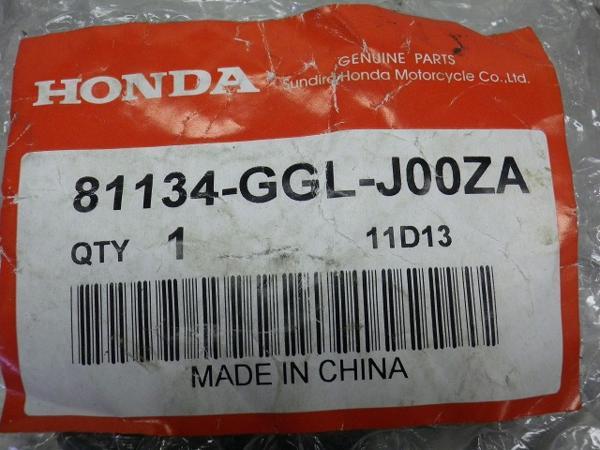 HONDA
GENUINE PARTS
Sundiro Honda Motorcycle Co.,Ltd.
81134-GGL-J00ZA
QTY 1 11D13
MADE IN CHINA